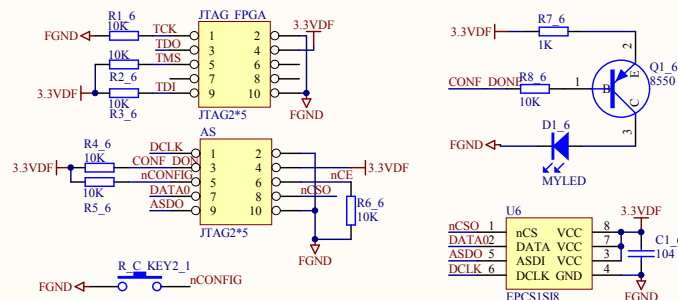 JTAG FPGA
R1_6
10K
TCK
FGND
1
2
3.3VDF
TDO
3
4
10K
TMS
5
6
R2_6
7
8
3.3VDF
TDI
9
10
10K
R3_6
JTAG2*5
FGND
AS
R4_6
10K
DCLK
1
2
3.3VDF
CONF_DON
3
4
3.3VDF
nCONFIG
5
6
nCE
10K
DATA0
7
8
nCSO
R5_6
ASDO
9
10
R6_6
10K
JTAG2*5
FGND
R_C_KEY2_1
FGND
nCONFIG
R7_6
3.3VDF
1K
2
Q1_6
8550
E
CONF_DONE
R8_6
1
B
10K
C
D1_6
3
FGND
MYLED
U6
3.3VDF
nCSO 1 nCS VCC 8
DATA0 2 DATA VCC 7
ASDO 5 ASDI VCC 3
DCLK 6 DCLK GND 4
C1_6
104
EPCS1SI8
FGND